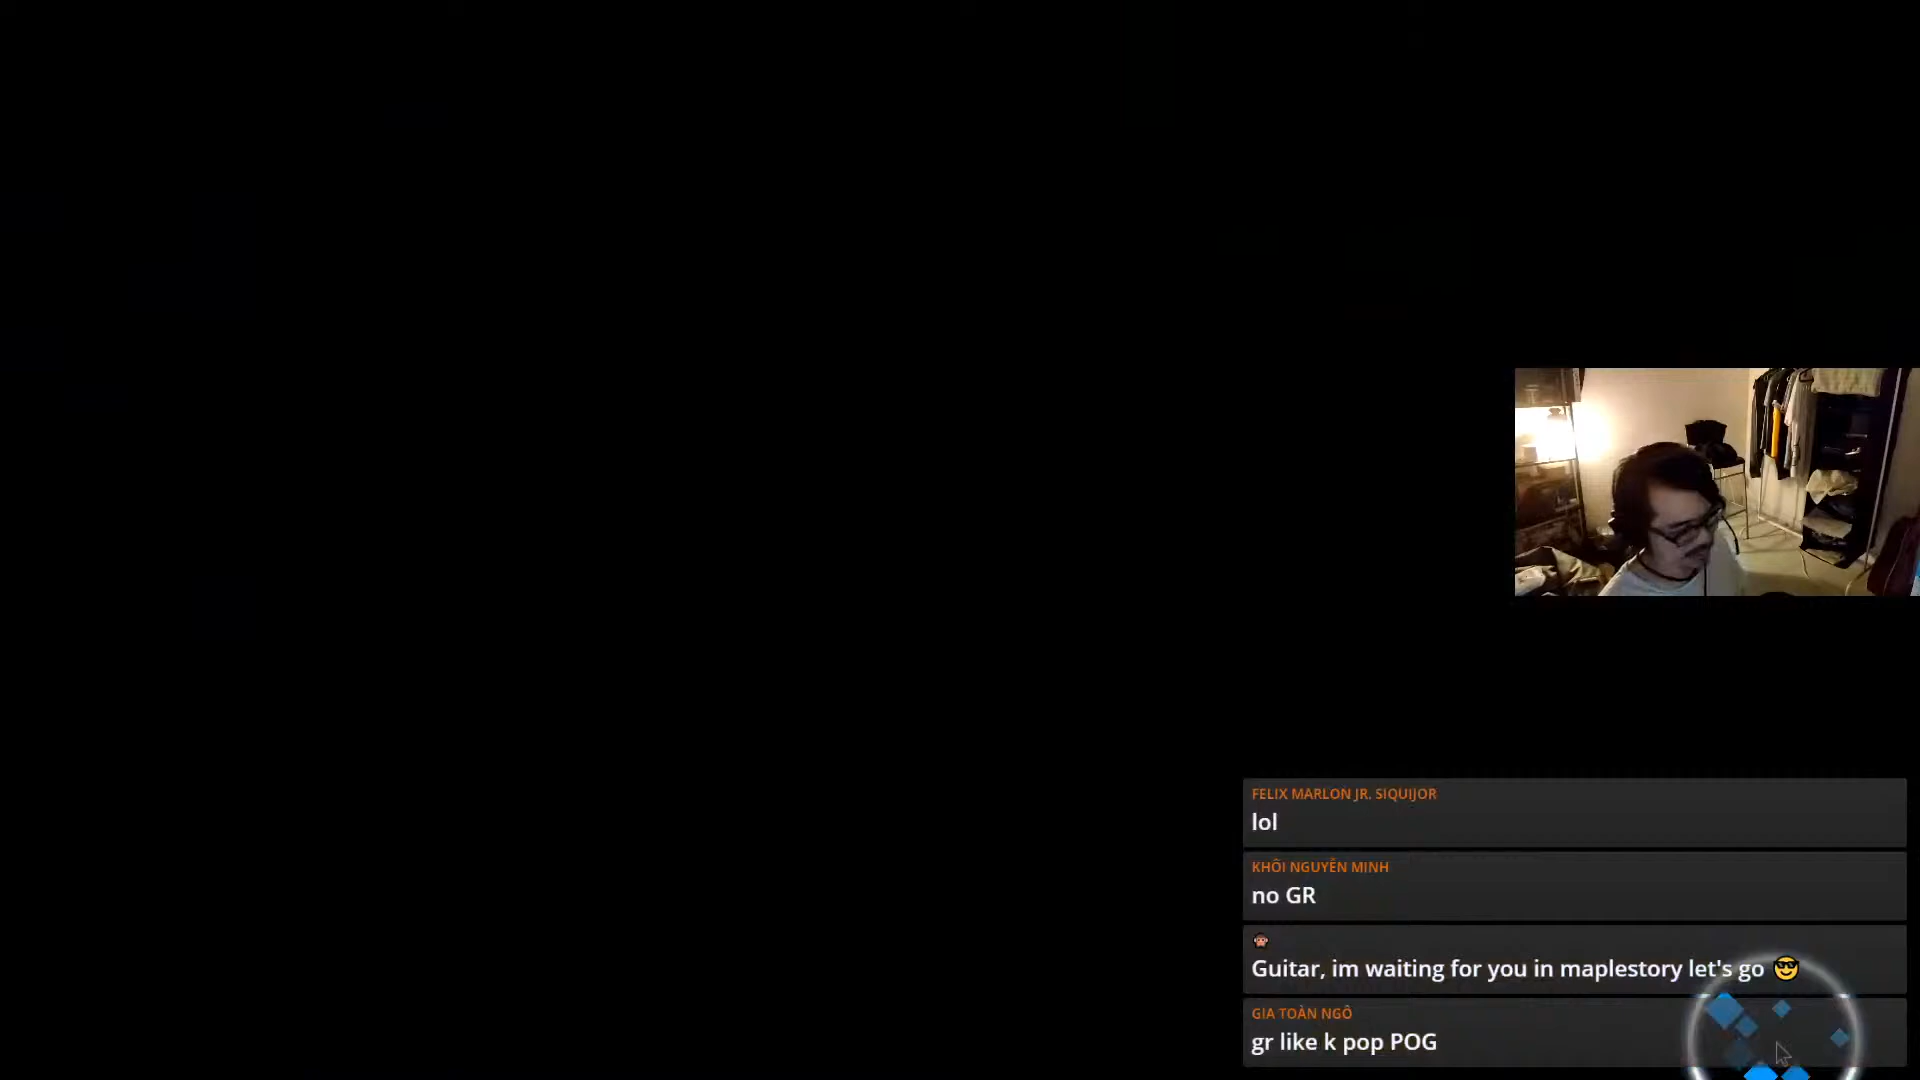 FELIX MARLON JR. SIQUIJOR
lol
KHÔI NGUYÊN MINH
no GR
🐵
Guitar, im waiting for you in maplestory let's go 😎
GIA TOÀN NGÔ
gr like k pop POG